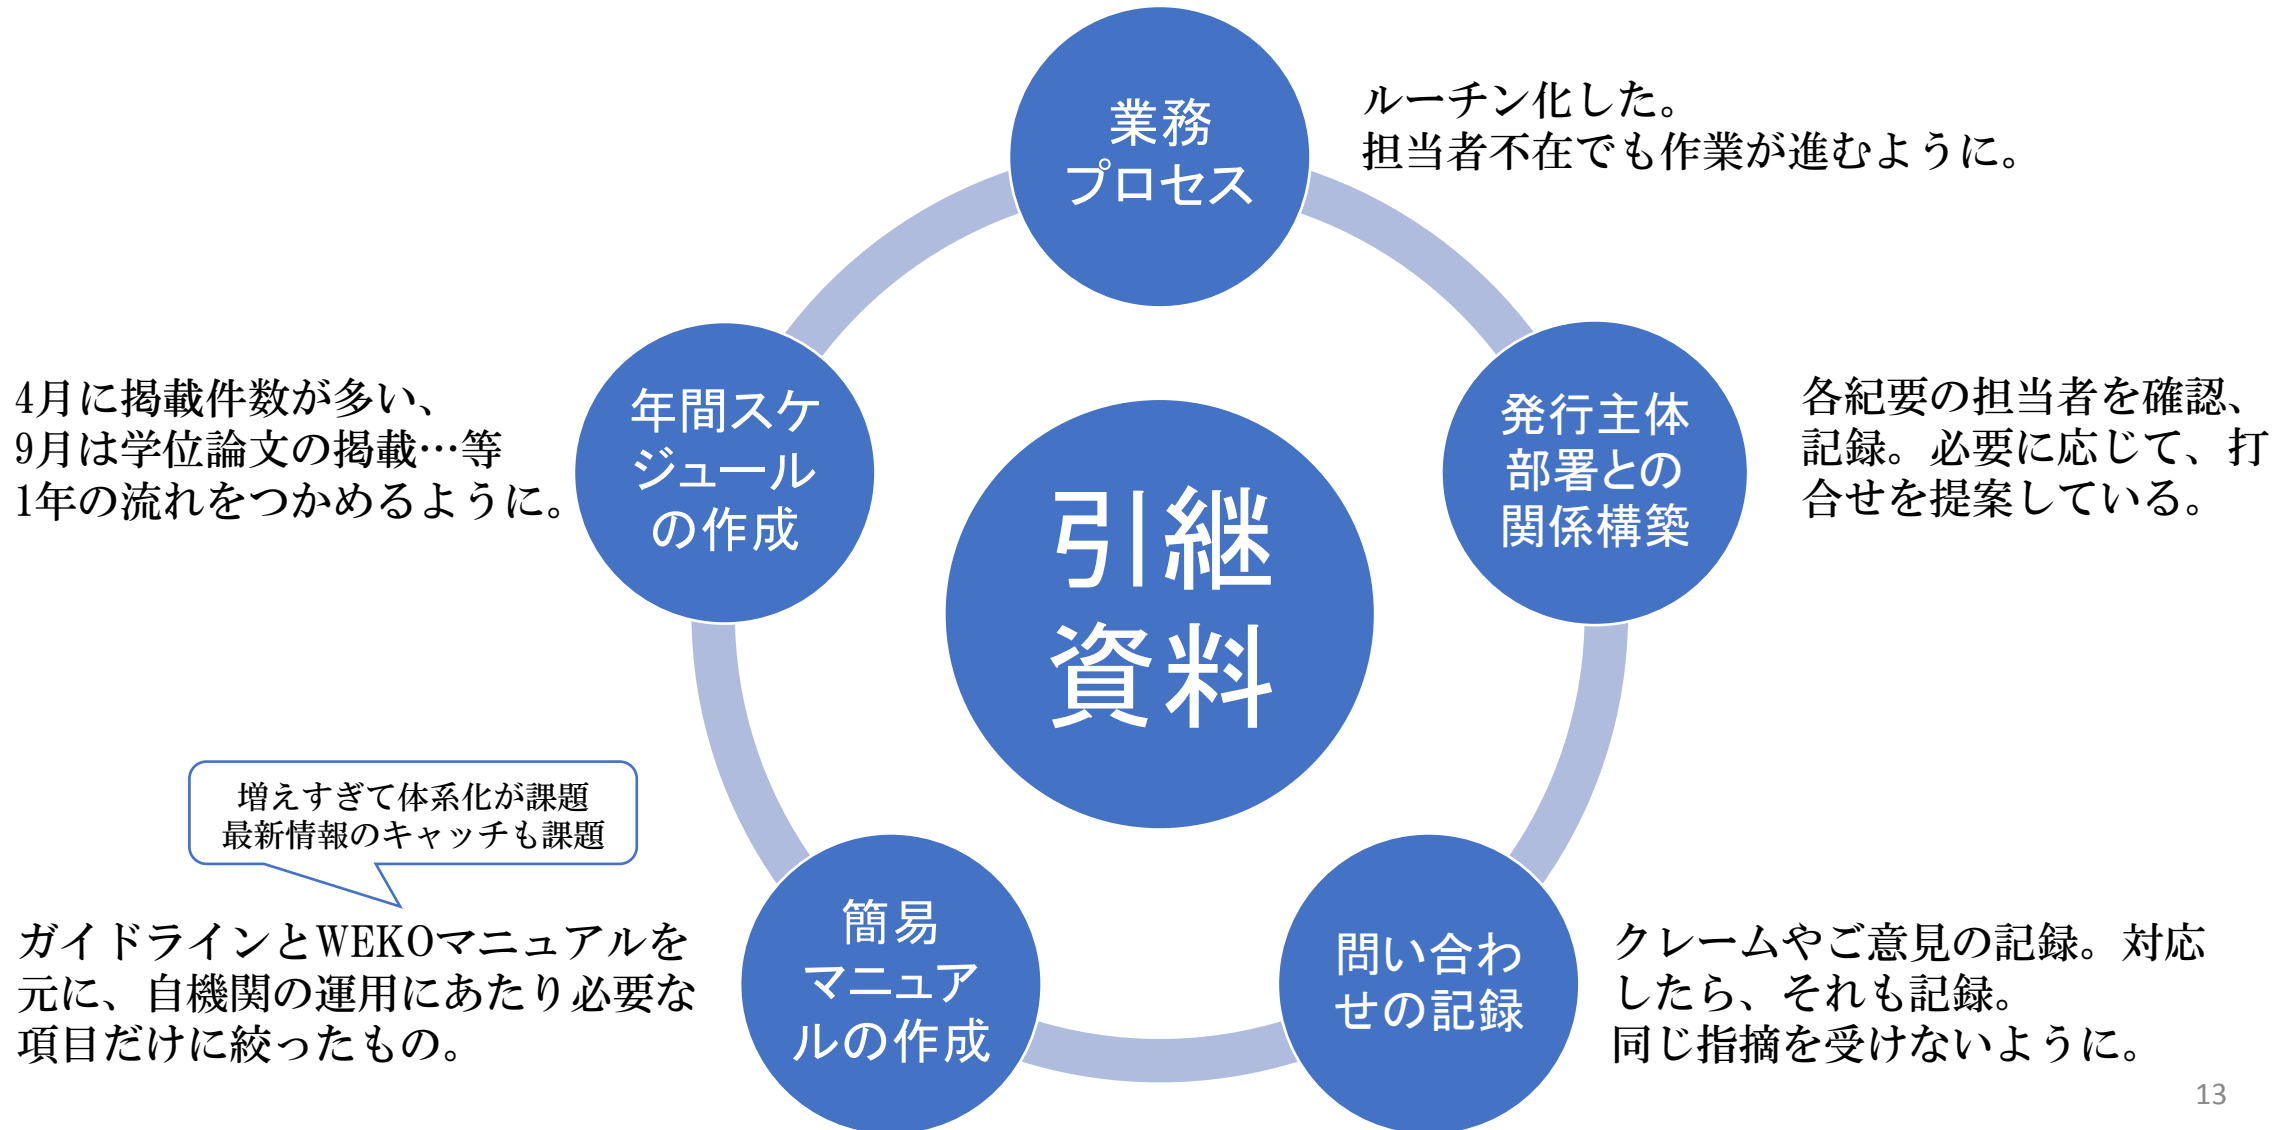 業務
プロセス
ルーチン化した。
担当者不在でも作業が進むように。
4月に掲載件数が多い、
9月は学位論文の掲載…等
1年の流れをつかめるように。
年間スケ
ジュール
の作成
引継
資料
発行主体
部署との
関係構築
各紀要の担当者を確認、
記録。必要に応じて、打
合せを提案している。
増えすぎて体系化が課題
最新情報のキャッチも課題
ガイドラインとWEKOマニュアルを
元に、自機関の運用にあたり必要な
項目だけに絞ったもの。
簡易
マニュア
ルの作成
問い合わ
せの記録
クレームやご意見の記録。対応
したら、それも記録。
同じ指摘を受けないように。
13